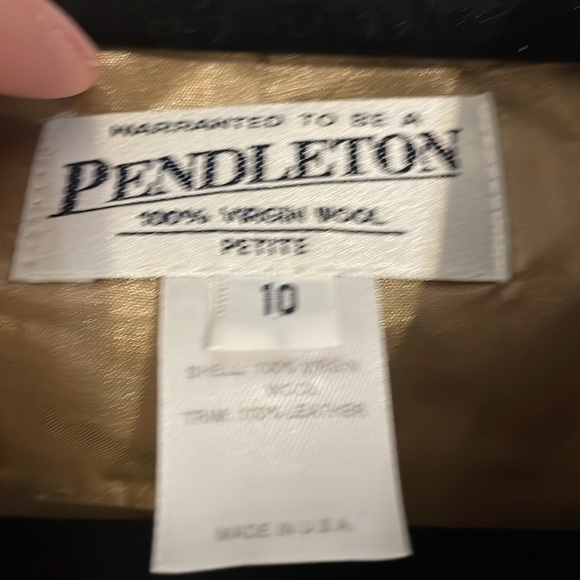 WARRANTED TO BE A
PENDLETON
100% VIRGIN WOOL
PETITE
10
SHELL: 100% VIRGIN
WOOL
TRIM: 100% LEATHER
MADE IN U.S.A.